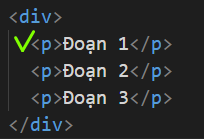 <div>
<p>Đoạn 1</p>
<p>Đoạn 2</p>
<p>Đoạn 3</p>
</div>